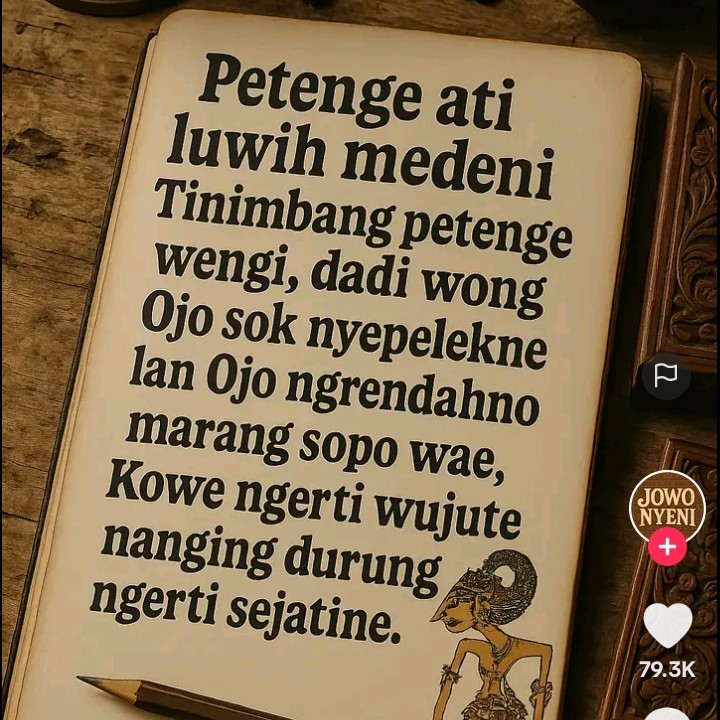 Petenge ati
luwih medeni
Tinimbang petenge
wengi, dadi wong
Ojo sok nyepelekne
lan Ojo ngrendahno
marang sopo wae,
Kowe ngerti wujute
nanging durung
ngerti sejatine.
JOWO
NYENI
79.3K